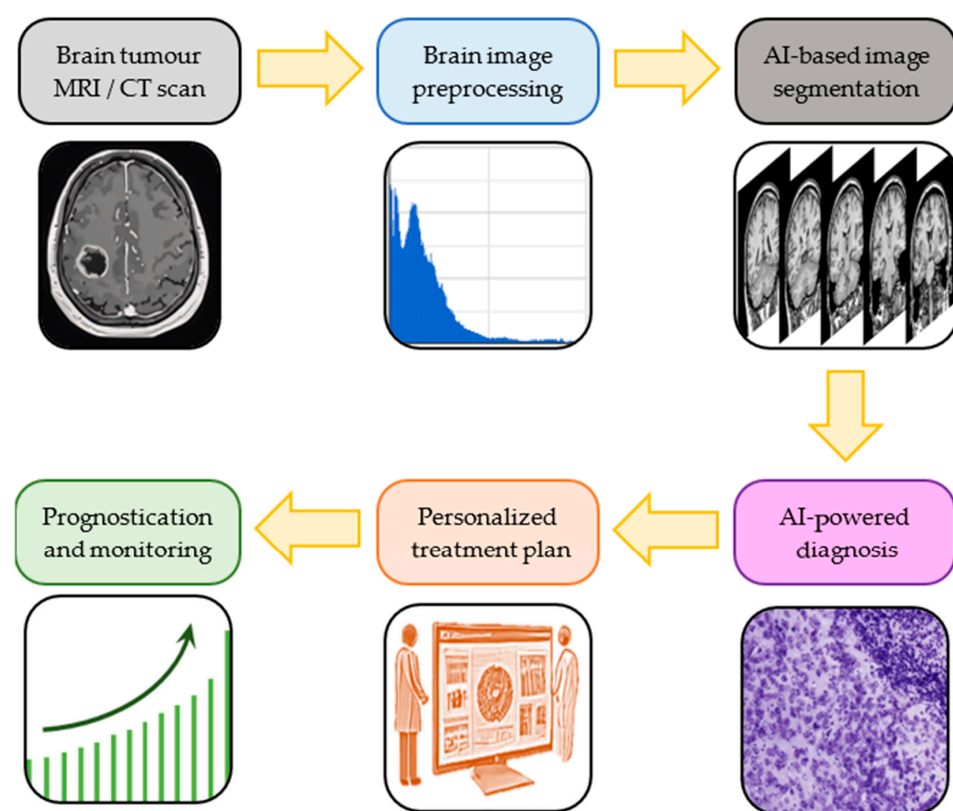 Brain tumour
MRI / CT scan
Brain image
preprocessing
AI-based image
segmentation
Prognostication
and monitoring
Personalized
treatment plan
AI-powered
diagnosis